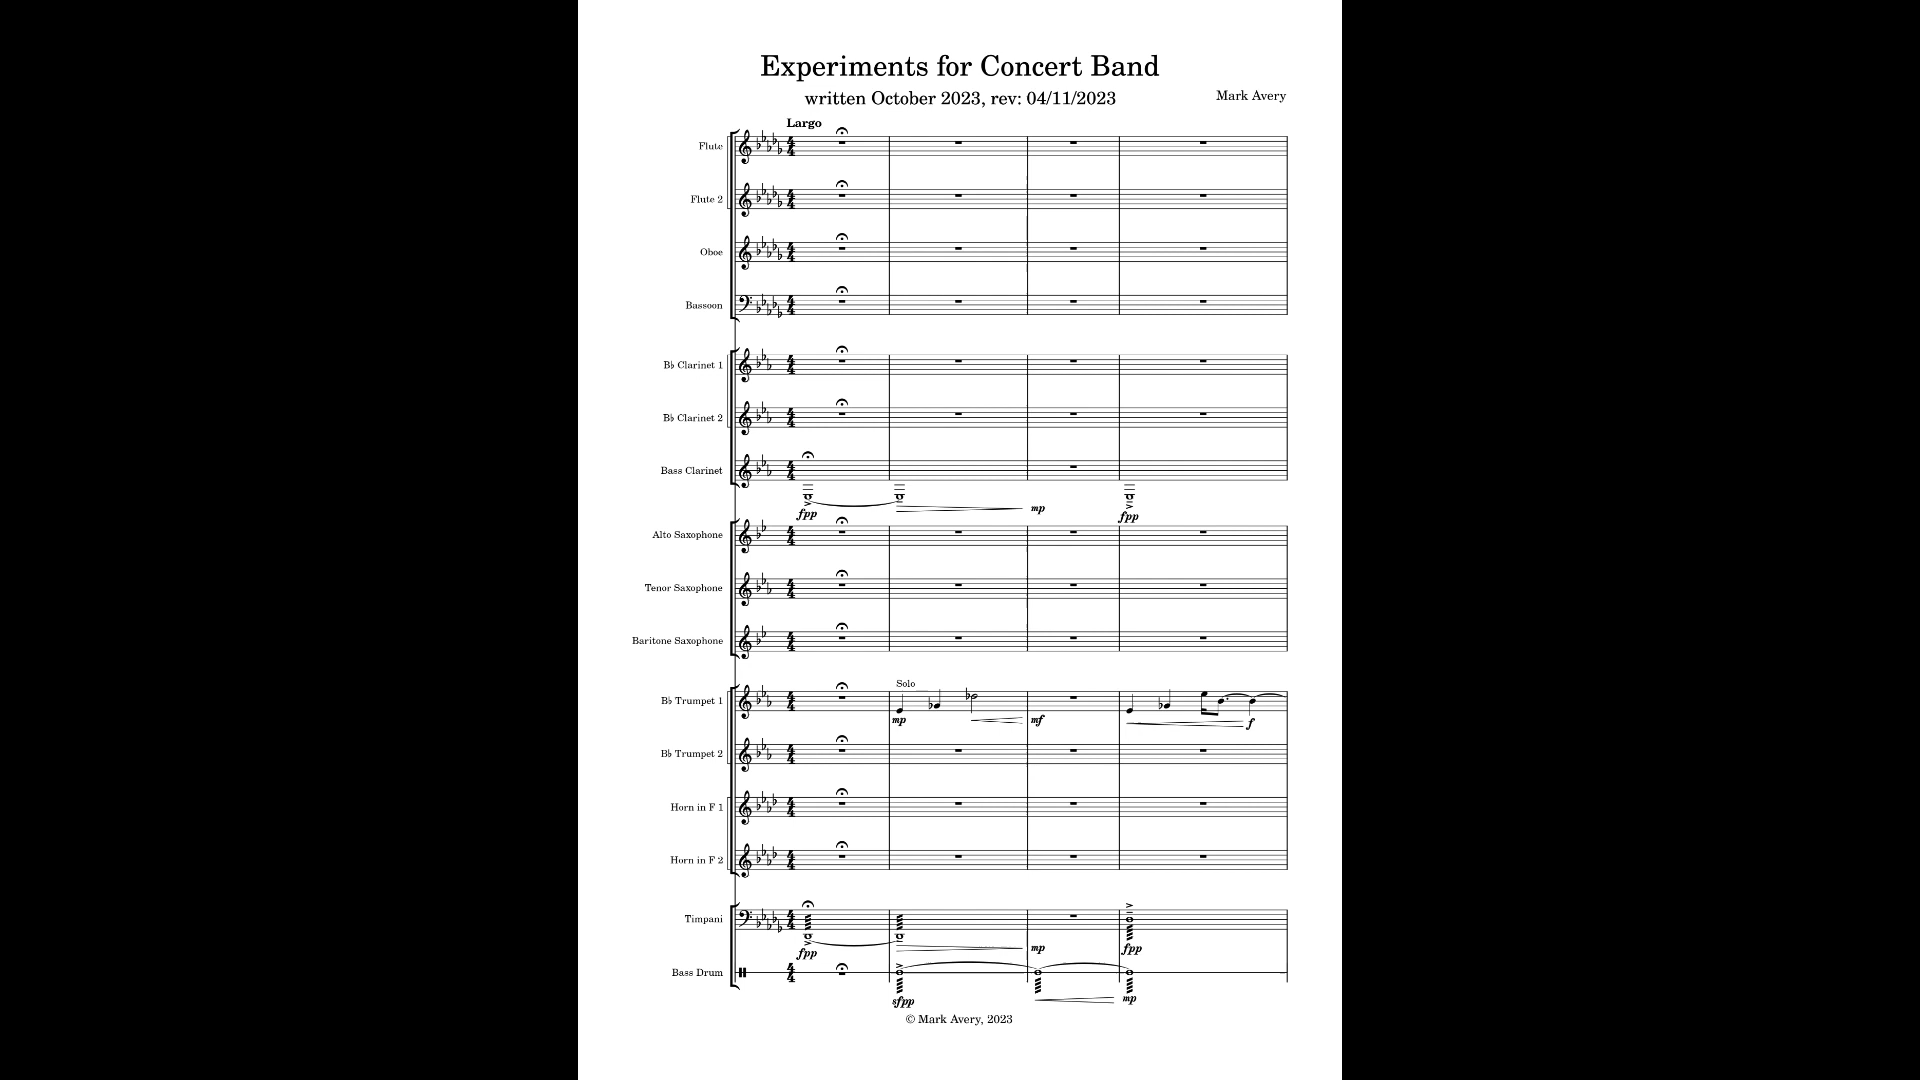 Experiments for Concert Band
written October 2023, rev: 04/11/2023
Mark Avery
Largo
Flute
Flute 2
Oboe
Bassoon
B♭ Clarinet 1
B♭ Clarinet 2
Bass Clarinet
fpp mp fpp
Alto Saxophone
Tenor Saxophone
Baritone Saxophone
Solo
B♭ Trumpet 1
mp mf f
B♭ Trumpet 2
Horn in F 1
Horn in F 2
Timpani
fpp mp fpp
Bass Drum
sfpp mp
© Mark Avery, 2023